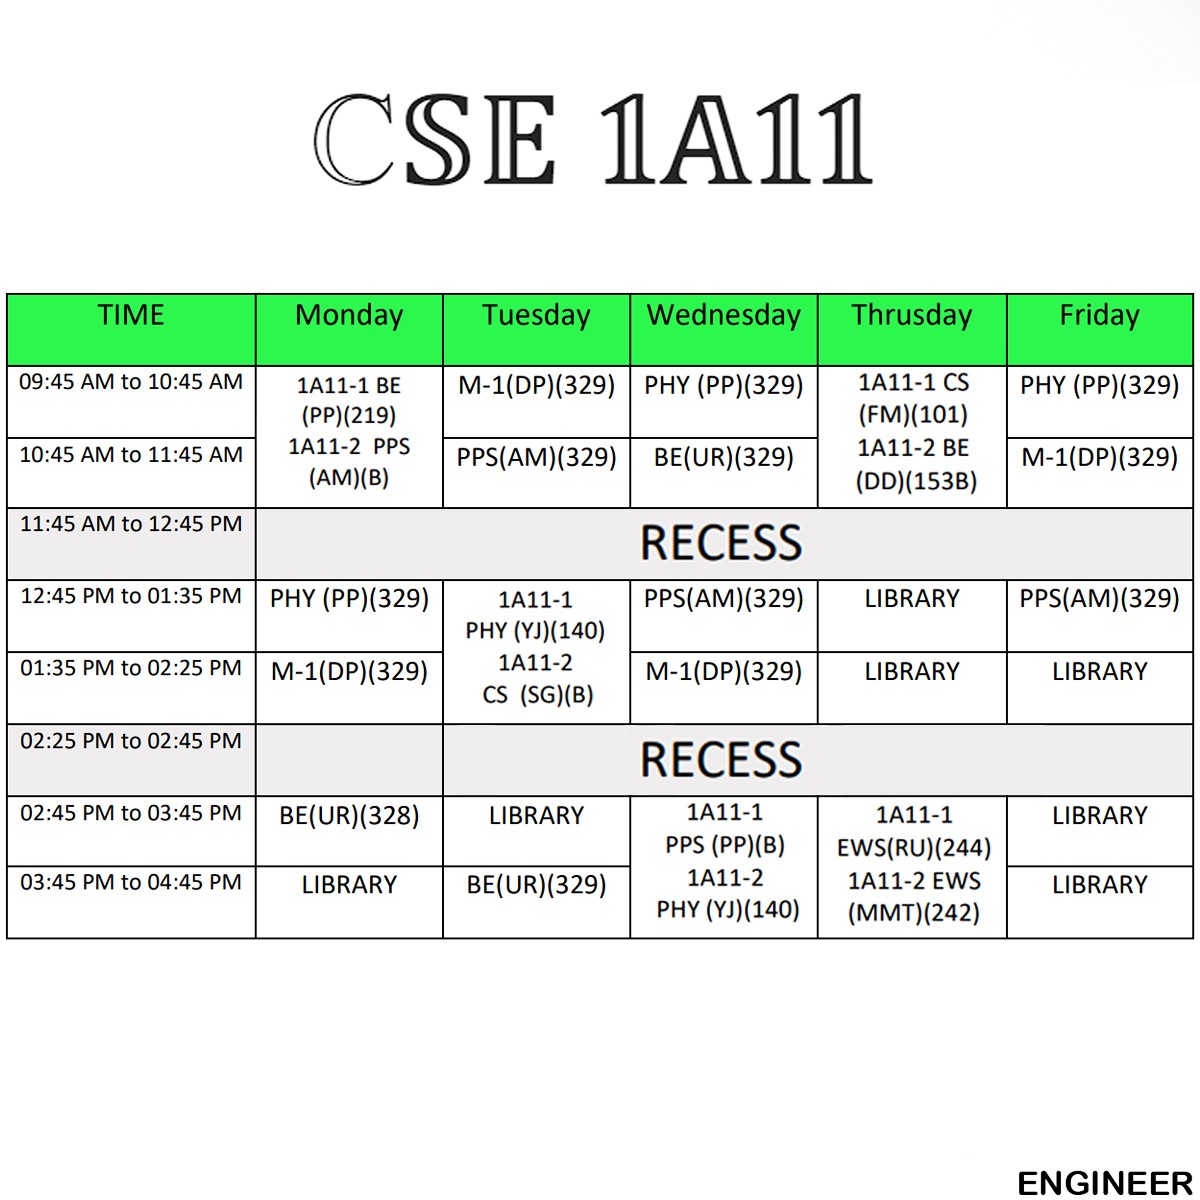 CSE 1A11
TIME Monday Tuesday Wednesday Thrusday Friday
09:45 AM to 10:45 AM
1A11-1 BE
(PP)(219)
1A11-2 PPS
(AM)(B)
M-1(DP)(329)
PHY (PP)(329)
1A11-1 CS
(FM)(101)
1A11-2 BE
(DD)(153B)
PHY (PP)(329)
10:45 AM to 11:45 AM
PPS(AM)(329)
BE(UR)(329)
M-1(DP)(329)
11:45 AM to 12:45 PM
RECESS
12:45 PM to 01:35 PM
PHY (PP)(329)
1A11-1
PHY (YJ)(140)
1A11-2
CS (SG)(B)
PPS(AM)(329)
LIBRARY
PPS(AM)(329)
01:35 PM to 02:25 PM
M-1(DP)(329)
M-1(DP)(329)
LIBRARY
LIBRARY
02:25 PM to 02:45 PM
RECESS
02:45 PM to 03:45 PM
BE(UR)(328)
LIBRARY
1A11-1
PPS (PP)(B)
1A11-2
PHY (YJ)(140)
1A11-1
EWS(RU)(244)
1A11-2 EWS
(MMT)(242)
LIBRARY
03:45 PM to 04:45 PM
LIBRARY
BE(UR)(329)
LIBRARY
ENGINEER